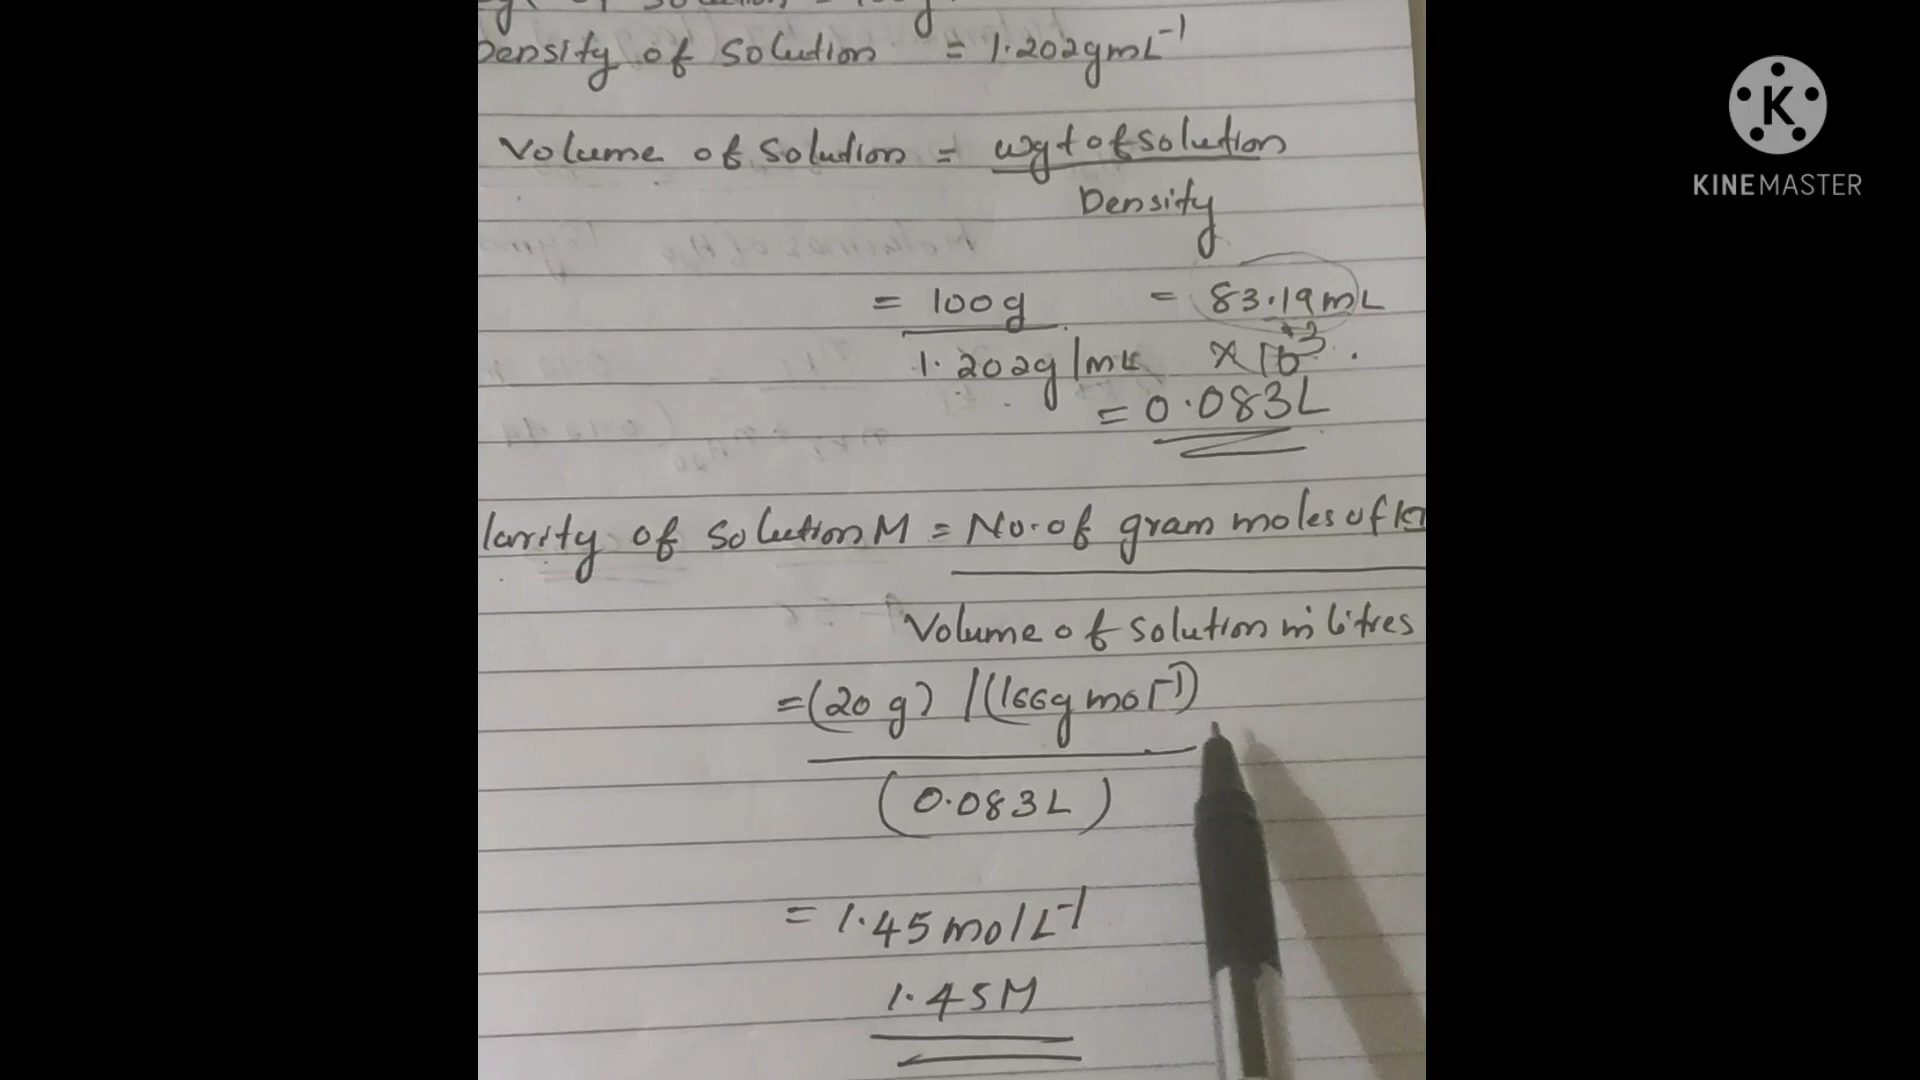 Density of solution = 1.202gmL-1
Volume of solution = wgt of solution
Density
= 100g = 83.19mL
1.202g/mL × 10-3.
= 0.083L
larity of solution M = No. of gram moles of KI
Volume of solution in litres
=(20 g) /(166g mol-1)
(0.083L)
= 1.45 mol L-1
1.45M
K
KINEMASTER